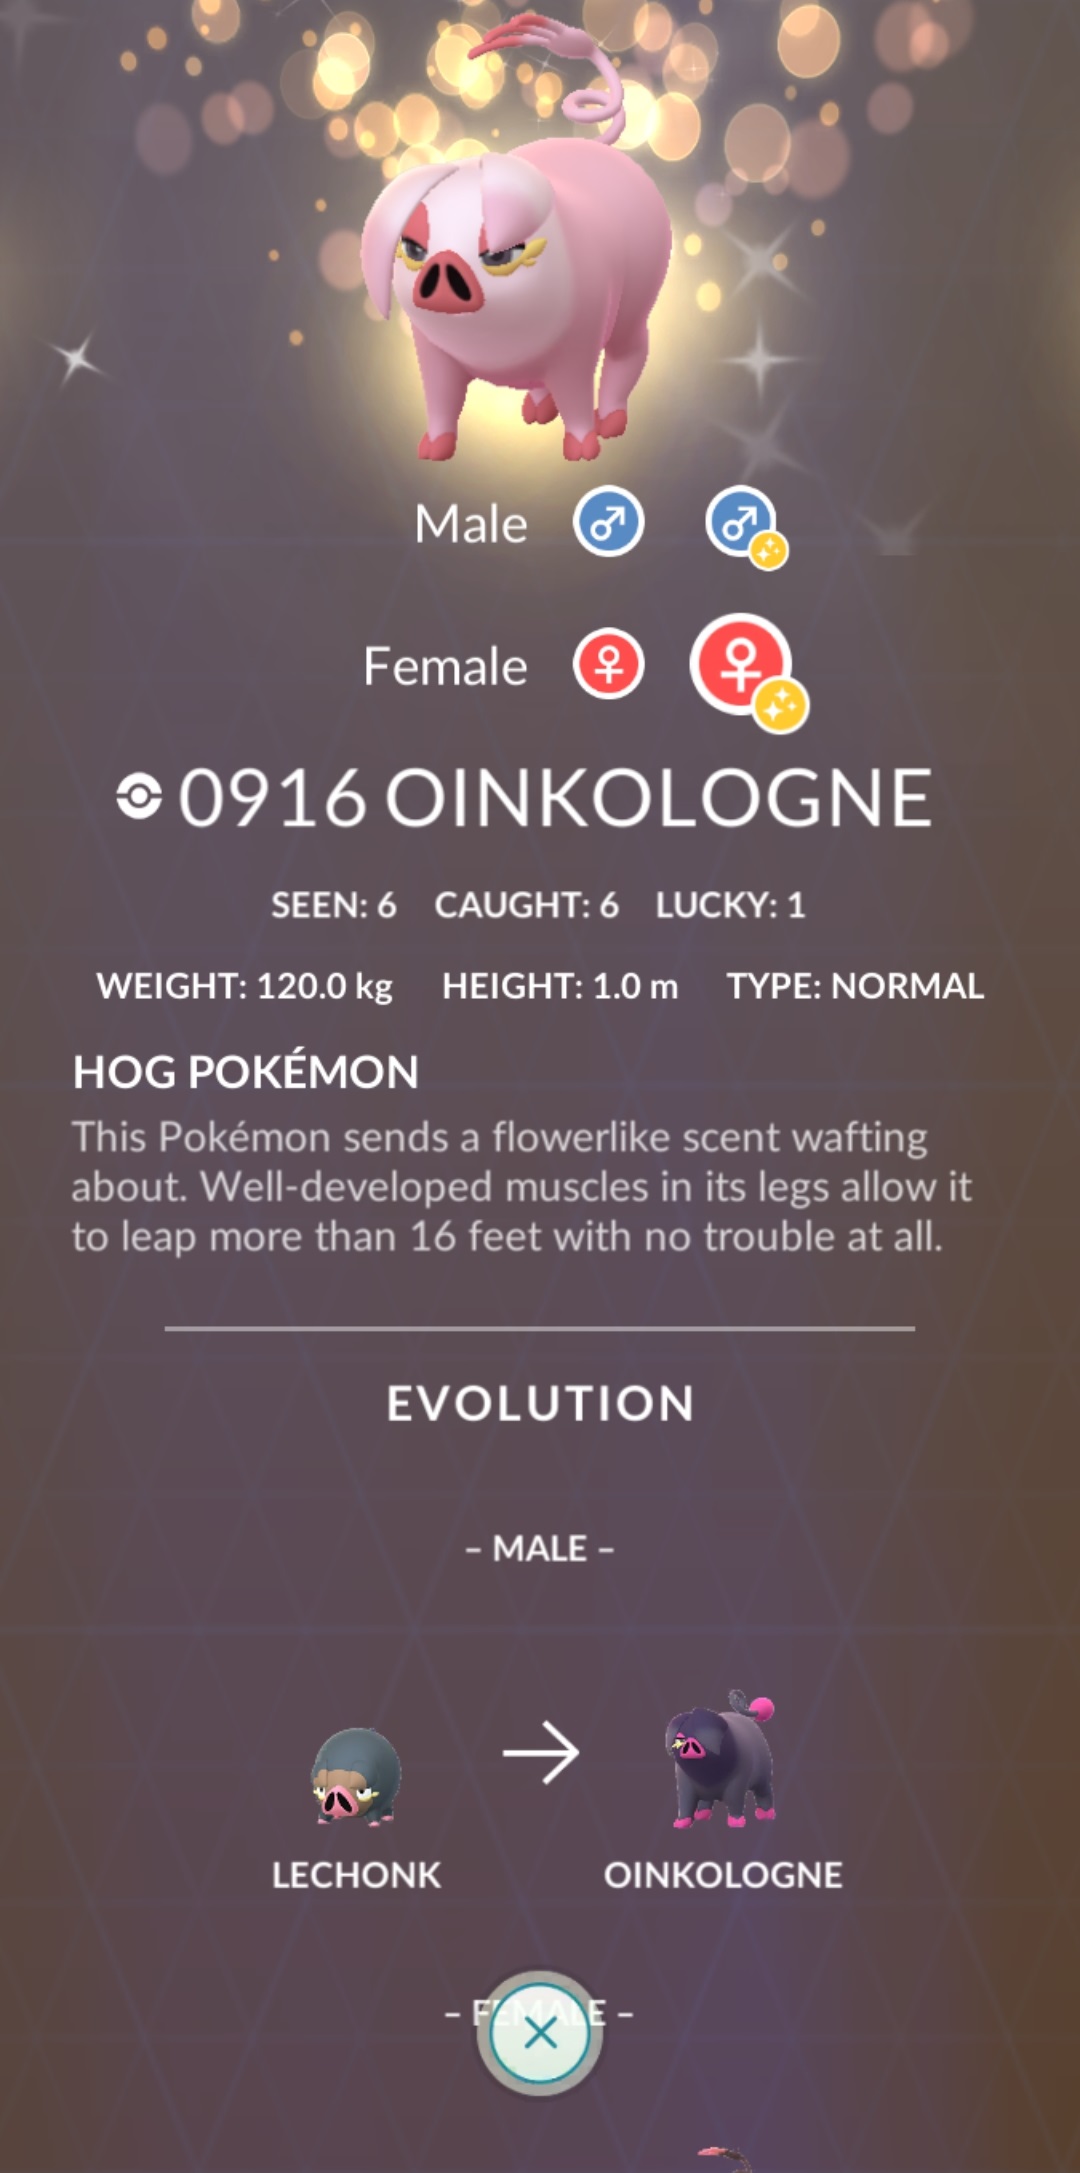 Male
Female
0916 OINKOLOGNE
SEEN: 6 CAUGHT: 6 LUCKY: 1
WEIGHT: 120.0 kg HEIGHT: 1.0 m TYPE: NORMAL
HOG POKÉMON
This Pokémon sends a flowerlike scent wafting
about. Well-developed muscles in its legs allow it
to leap more than 16 feet with no trouble at all.
EVOLUTION
– MALE –
LECHONK OINKOLOGNE
– FEMALE –